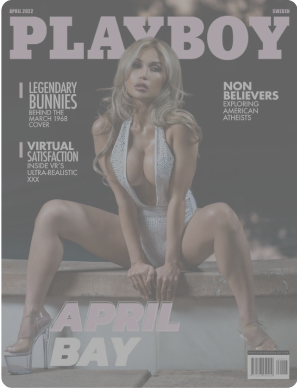 APRIL 2022
SWEDEN
PLAYBOY
LEGENDARY
BUNNIES
BEHIND THE
MARCH 1968
COVER
VIRTUAL
SATISFACTION
INSIDE VR'S
ULTRA-REALISTIC
XXX
NON
BELIEVERS
EXPLORING
AMERICAN
ATHEISTS
APRIL
BAY